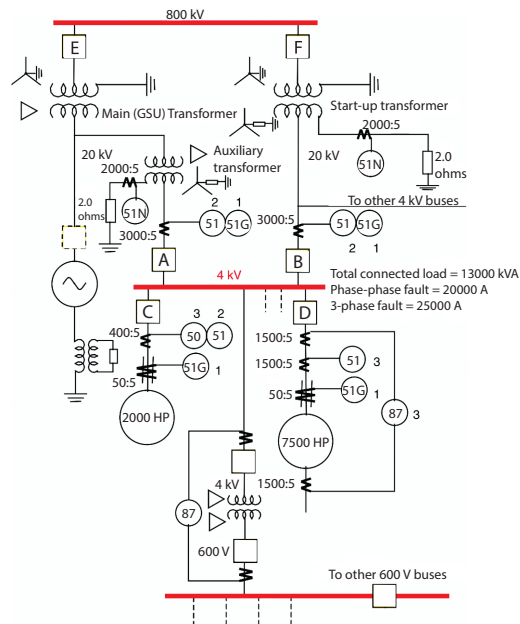 800 kV
E
F
Main (GSU) Transformer
Start-up transformer
2000:5
20 kV
2000:5
Auxiliary
transformer
51N
20 kV
2.0
ohms
2.0
ohms
51N
To other 4 kV buses
2 1
3000:5
51 51G
3000:5
51 51G
2 1
A
B
4 kV
Total connected load = 13000 kVA
Phase-phase fault = 20000 A
3-phase fault = 25000 A
C
D
3 2
400:5
50 51
1500:5
1500:5
51 3
51G 1
50:5
51G 1
50:5
87 3
2000 HP
7500 HP
4 kV
1500:5
87
600 V
To other 600 V buses